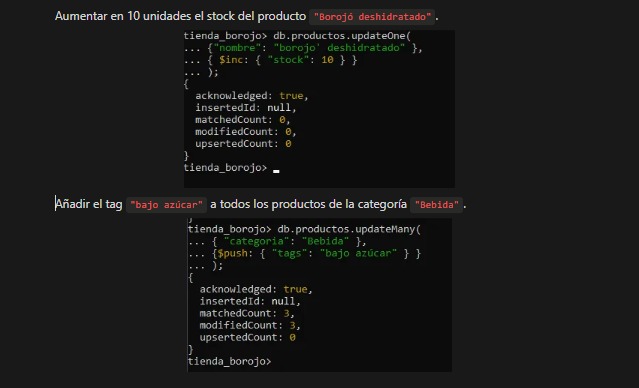 Aumentar en 10 unidades el stock del producto "Borojó deshidratado".
tienda_borojo> db.productos.updateOne(
... {"nombre": "borojo` deshidratado" },
... { $inc: { "stock": 10 } }
... );
{
acknowledged: true,
insertedId: null,
matchedCount: 0,
modifiedCount: 0,
upsertedCount: 0
}
tienda_borojo>
Añadir el tag "bajo azúcar" a todos los productos de la categoría "Bebida".
}
tienda_borojo> db.productos.updateMany(
... { "categoria": "Bebida" },
... {$push: { "tags": "bajo azúcar" } }
... );
{
acknowledged: true,
insertedId: null,
matchedCount: 3,
modifiedCount: 3,
upsertedCount: 0
}
tienda_borojo>